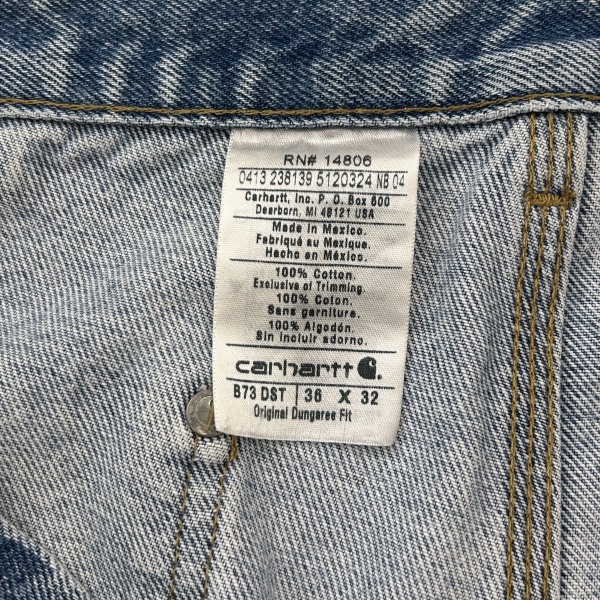 RN# 14806
0413 238139 5120324 NB 04
Carhartt, Inc. P. O. Box 600
Dearborn, MI 48121 USA
Made in Mexico.
Fabriqué au Mexique.
Hecho en Mexico.
100% Cotton.
Exclusive of Trimming.
100% Coton.
Sans garniture.
100% Algodón.
Sin incluir adorno.
carhartt
B73 DST 36 X 32
Original Dungaree Fit